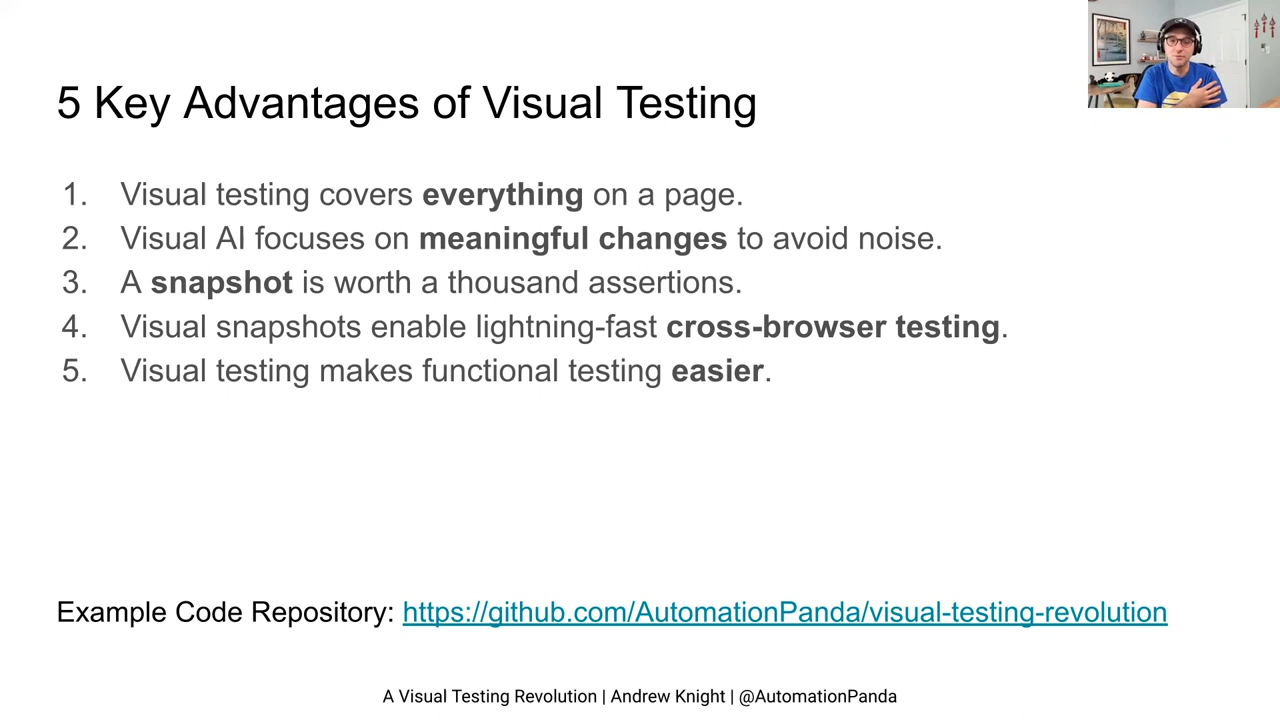 5 Key Advantages of Visual Testing
1. Visual testing covers everything on a page.
2. Visual AI focuses on meaningful changes to avoid noise.
3. A snapshot is worth a thousand assertions.
4. Visual snapshots enable lightning-fast cross-browser testing.
5. Visual testing makes functional testing easier.
Example Code Repository: https://github.com/AutomationPanda/visual-testing-revolution
A Visual Testing Revolution | Andrew Knight | @AutomationPanda